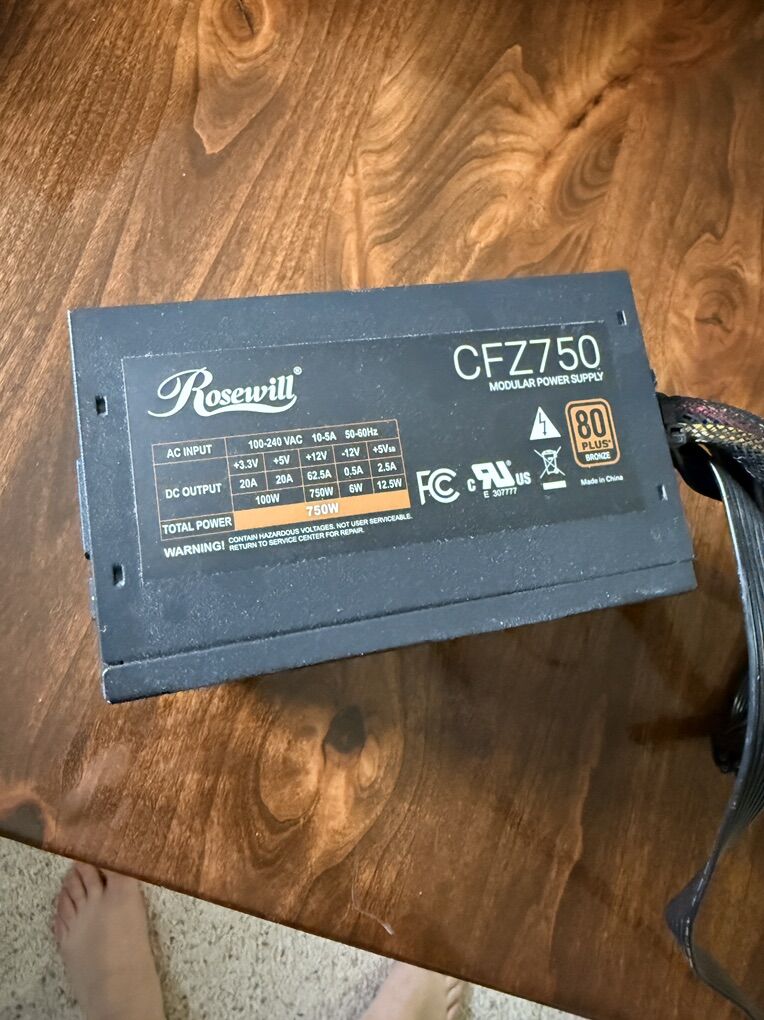 Rosewill®
CFZ750
MODULAR POWER SUPPLY
AC INPUT 100-240 VAC 10-5A 50-60Hz
DC OUTPUT +3.3V +5V +12V -12V +5VSB
20A 20A 62.5A 0.5A 2.5A
100W 750W 6W 12.5W
TOTAL POWER 750W
WARNING! CONTAIN HAZARDOUS VOLTAGES. NOT USER SERVICEABLE.
RETURN TO SERVICE CENTER FOR REPAIR.
FC
c RU US
E 307777
80
PLUS®
BRONZE
Made in China